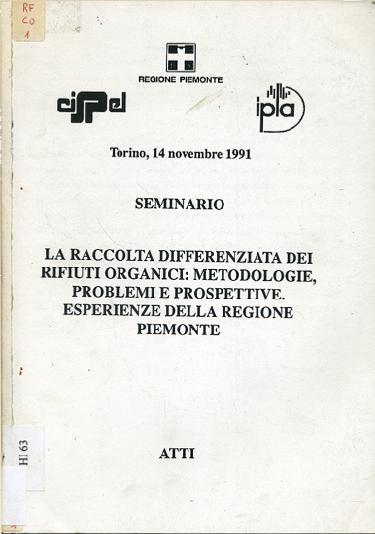 RF
CO
1
REGIONE PIEMONTE
cispel
ipla
Torino, 14 novembre 1991
SEMINARIO
LA RACCOLTA DIFFERENZIATA DEI
RIFIUTI ORGANICI: METODOLOGIE,
PROBLEMI E PROSPETTIVE.
ESPERIENZE DELLA REGIONE
PIEMONTE
HI 63
ATTI